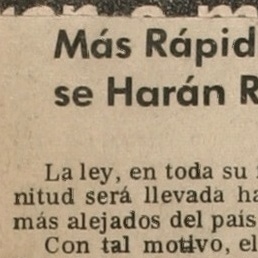 Más Rápid
se Harán R
La ley, en toda su
nitud será llevada ha
más alejados del país
Con tal motivo, el